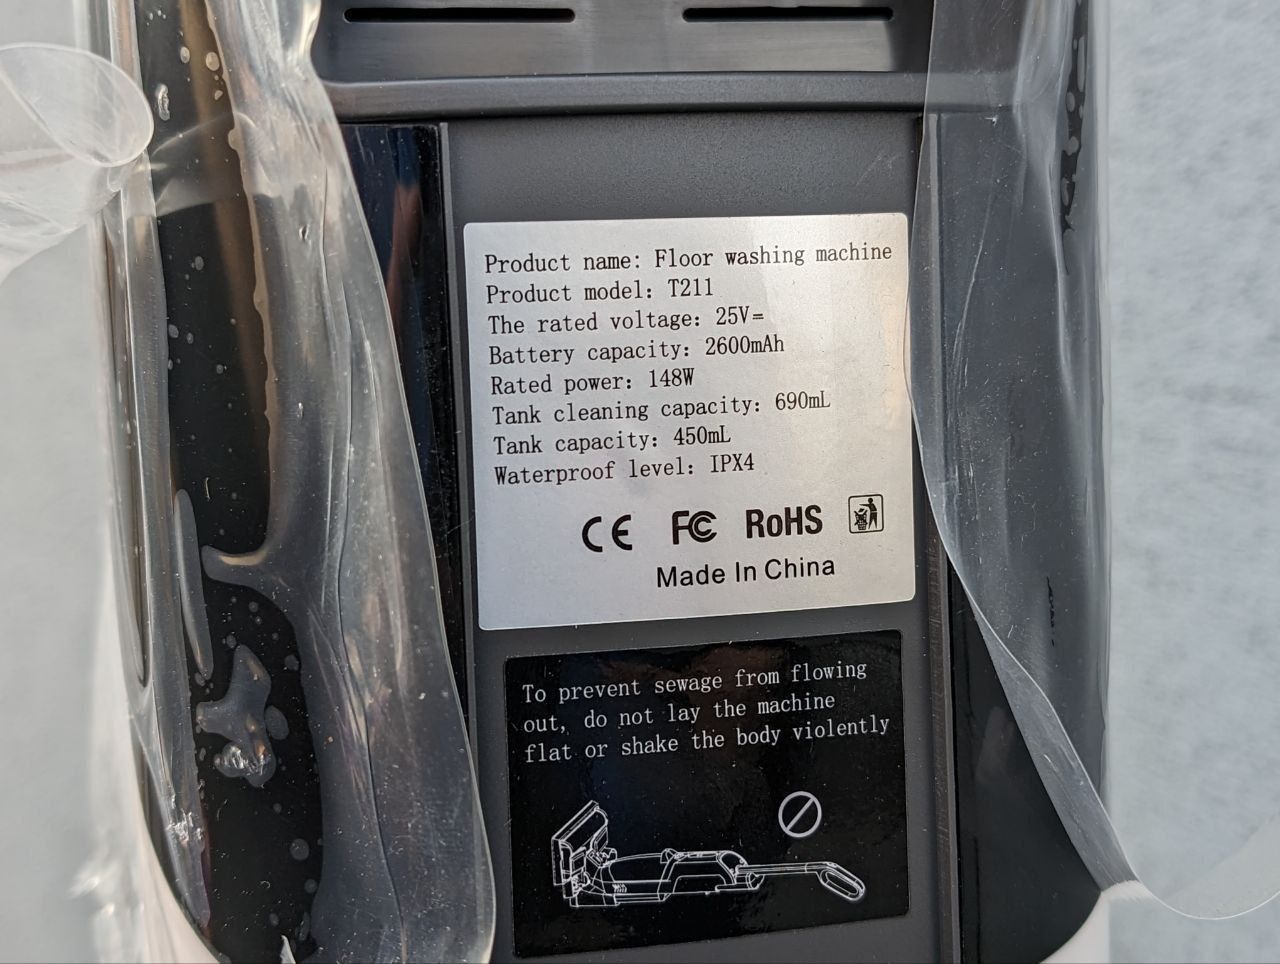 Product name: Floor washing machine
Product model: T211
The rated voltage: 25V=
Battery capacity: 2600mAh
Rated power: 148W
Tank cleaning capacity: 690mL
Tank capacity: 450mL
Waterproof level: IPX4
CE FC RoHS
Made In China
To prevent sewage from flowing
out, do not lay the machine
flat or shake the body violently